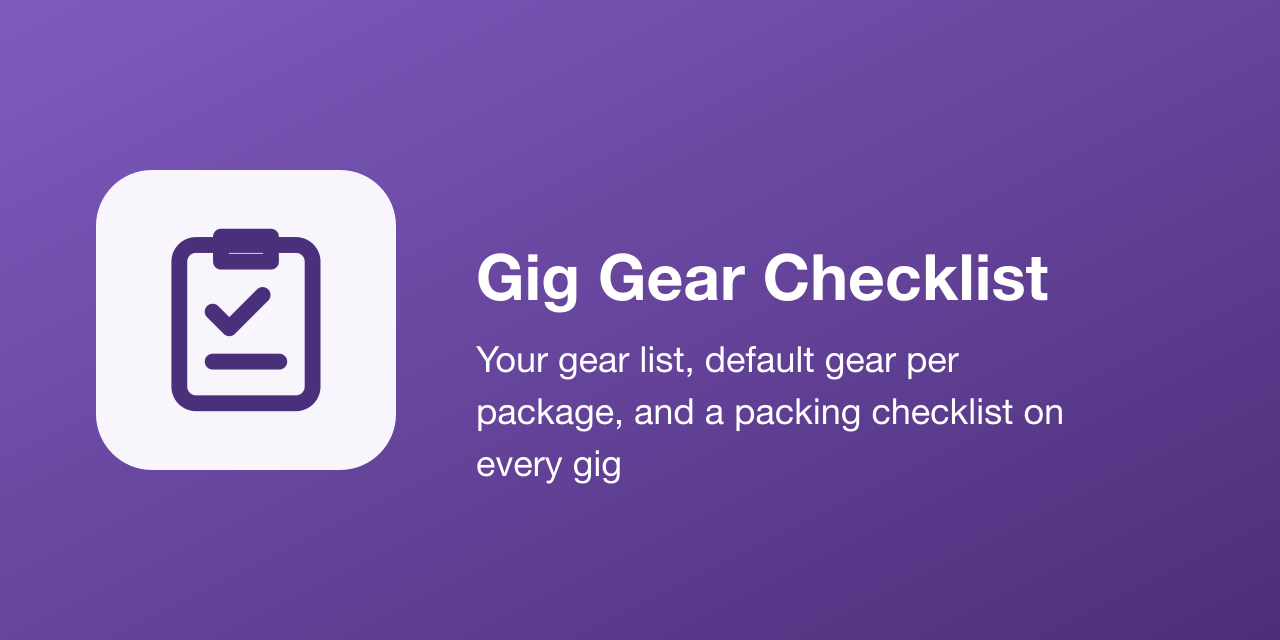 Gig Gear Checklist
Your gear list, default gear per
package, and a packing checklist on
every gig